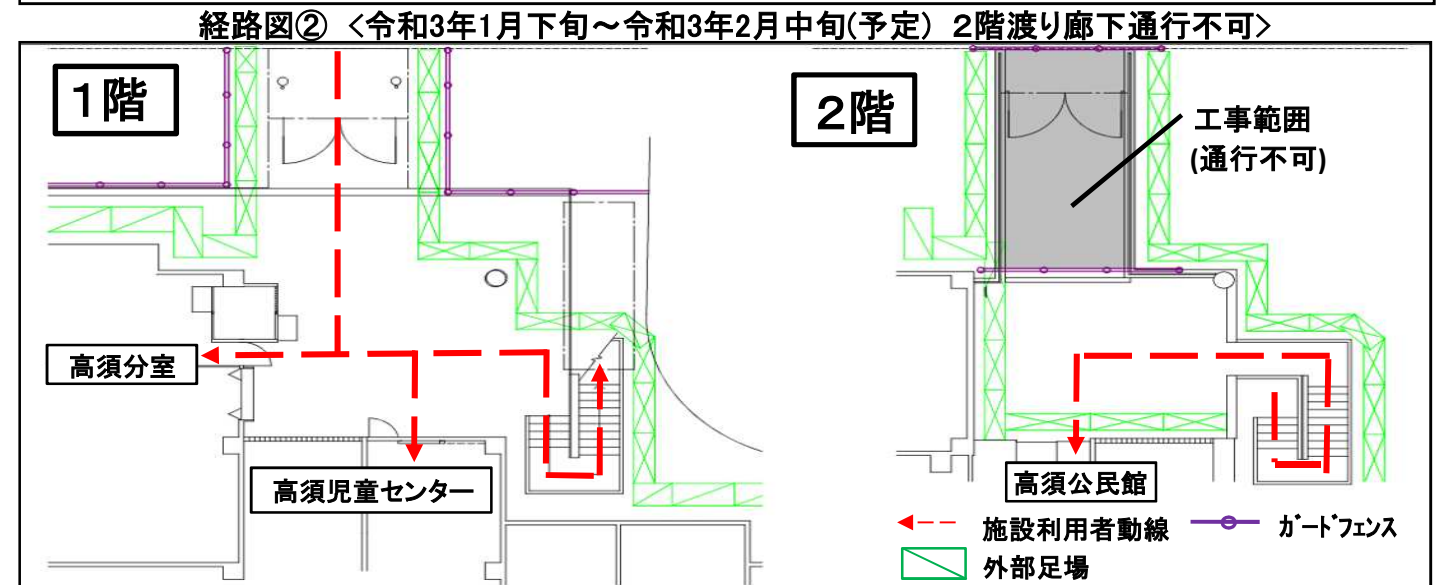 経路図② <令和3年1月下旬～令和3年2月中旬(予定) 2階渡り廊下通行不可>
1階
2階
工事範囲
(通行不可)
高須分室
高須児童センター
高須公民館
施設利用者動線
ガードフェンス
外部足場